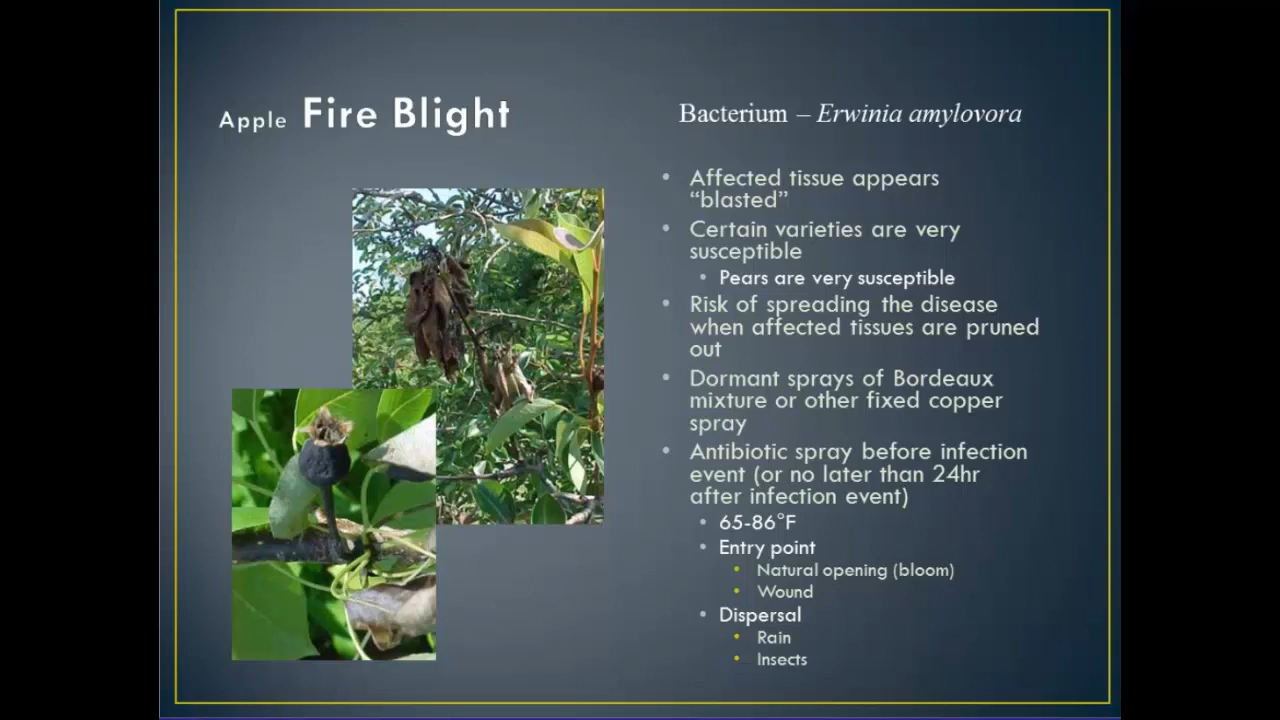 Apple Fire Blight
Bacterium – Erwinia amylovora
• Affected tissue appears
“blasted”
• Certain varieties are very
susceptible
• Pears are very susceptible
• Risk of spreading the disease
when affected tissues are pruned
out
• Dormant sprays of Bordeaux
mixture or other fixed copper
spray
• Antibiotic spray before infection
event (or no later than 24hr
after infection event)
• 65-86°F
• Entry point
• Natural opening (bloom)
• Wound
• Dispersal
• Rain
• Insects